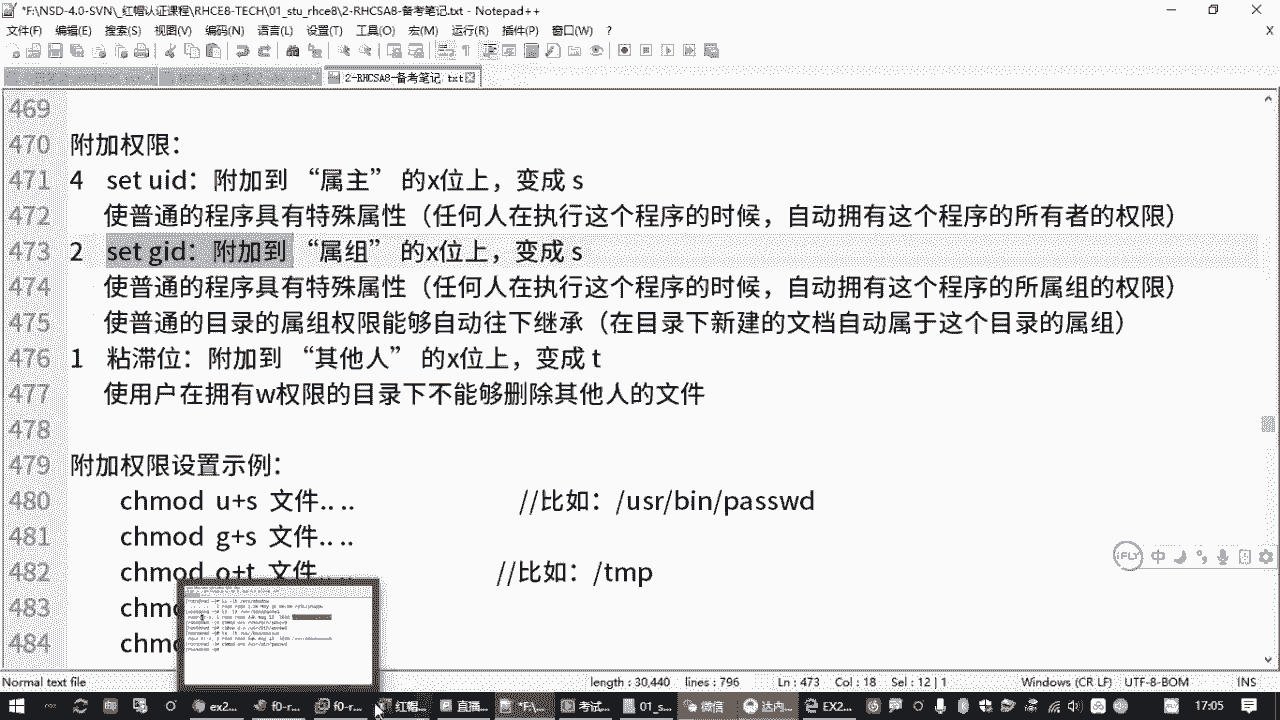 *F:\NSD-4.0-SVN\_红帽认证课程\RHCE8-TECH\01_stu_rhce8\2-RHCSA8-备考笔记.txt - Notepad++
文件(F) 编辑(E) 搜索(S) 视图(V) 编码(N) 语言(L) 设置(T) 工具(O) 宏(M) 运行(R) 插件(P) 窗口(W) ? X
2-RHCSA8-备考笔记.txt
469
470 附加权限：
471 4 set uid：附加到 “属主” 的x位上，变成 s
472 使普通的程序具有特殊属性（任何人在执行这个程序的时候，自动拥有这个程序的所有者的权限）
473 2 set gid：附加到 “属组” 的x位上，变成 s
474 使普通的程序具有特殊属性（任何人在执行这个程序的时候，自动拥有这个程序的所属组的权限）
475 使普通的目录的属组权限能够自动往下继承（在目录下新建的文档自动属于这个目录的属组）
476 1 粘滞位：附加到 “其他人” 的x位上，变成 t
477 使用户在拥有w权限的目录下不能够删除其他人的文件
478
479 附加权限设置示例：
480 chmod u+s 文件.. .. //比如：/usr/bin/passwd
481 chmod g+s 文件.. ..
482 chmod o+t 文件 //比如：/tmp
chmo
84 chmo
iFLY 中
Normal text file length : 30,440 lines : 796 Ln : 473 Col : 18 Sel : 12 | 1 Windows (CR LF) UTF-8-BOM INS
ex2... f0-r... f0-r... 红帽... 直播... *F:\... 考试... 01_s... 微信 达内... EX2... 17:05